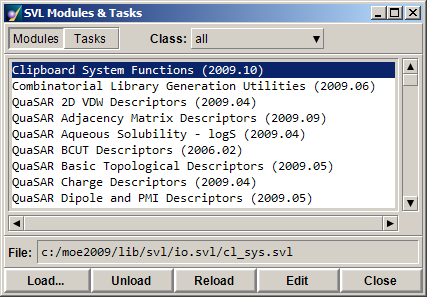 SVL Modules & Tasks
Modules Tasks Class: all
Clipboard System Functions (2009.10)
Combinatorial Library Generation Utilities (2009.06)
QuaSAR 2D VDW Descriptors (2009.04)
QuaSAR Adjacency Matrix Descriptors (2009.09)
QuaSAR Aqueous Solubility - logS (2009.04)
QuaSAR BCUT Descriptors (2006.02)
QuaSAR Basic Topological Descriptors (2009.05)
QuaSAR Charge Descriptors (2009.04)
QuaSAR Dipole and PMI Descriptors (2009.05)
File: c:/moe2009/lib/svl/io.svl/cl_sys.svl
Load... Unload Reload Edit Close